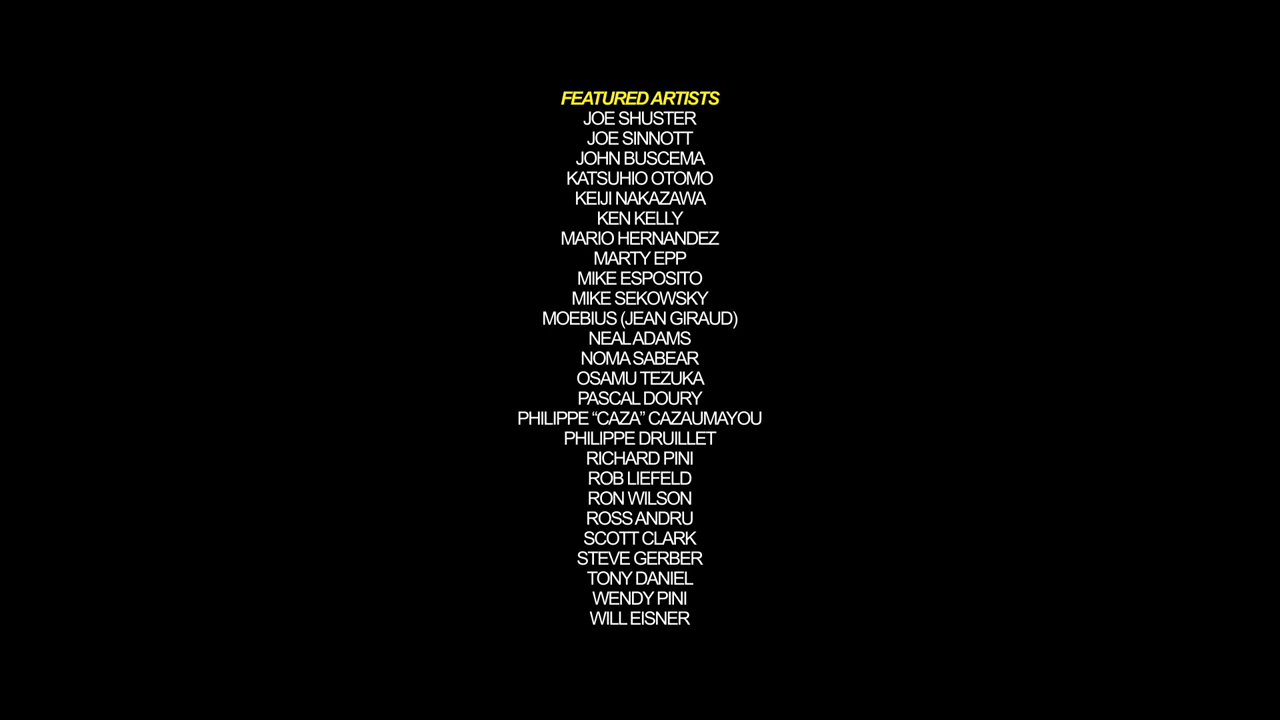 FEATURED ARTISTS
JOE SHUSTER
JOE SINNOTT
JOHN BUSCEMA
KATSUHIO OTOMO
KEIJI NAKAZAWA
KEN KELLY
MARIO HERNANDEZ
MARTY EPP
MIKE ESPOSITO
MIKE SEKOWSKY
MOEBIUS (JEAN GIRAUD)
NEAL ADAMS
NOMA SABEAR
OSAMU TEZUKA
PASCAL DOURY
PHILIPPE “CAZA” CAZAUMAYOU
PHILIPPE DRUILLET
RICHARD PINI
ROB LIEFELD
RON WILSON
ROSS ANDRU
SCOTT CLARK
STEVE GERBER
TONY DANIEL
WENDY PINI
WILL EISNER